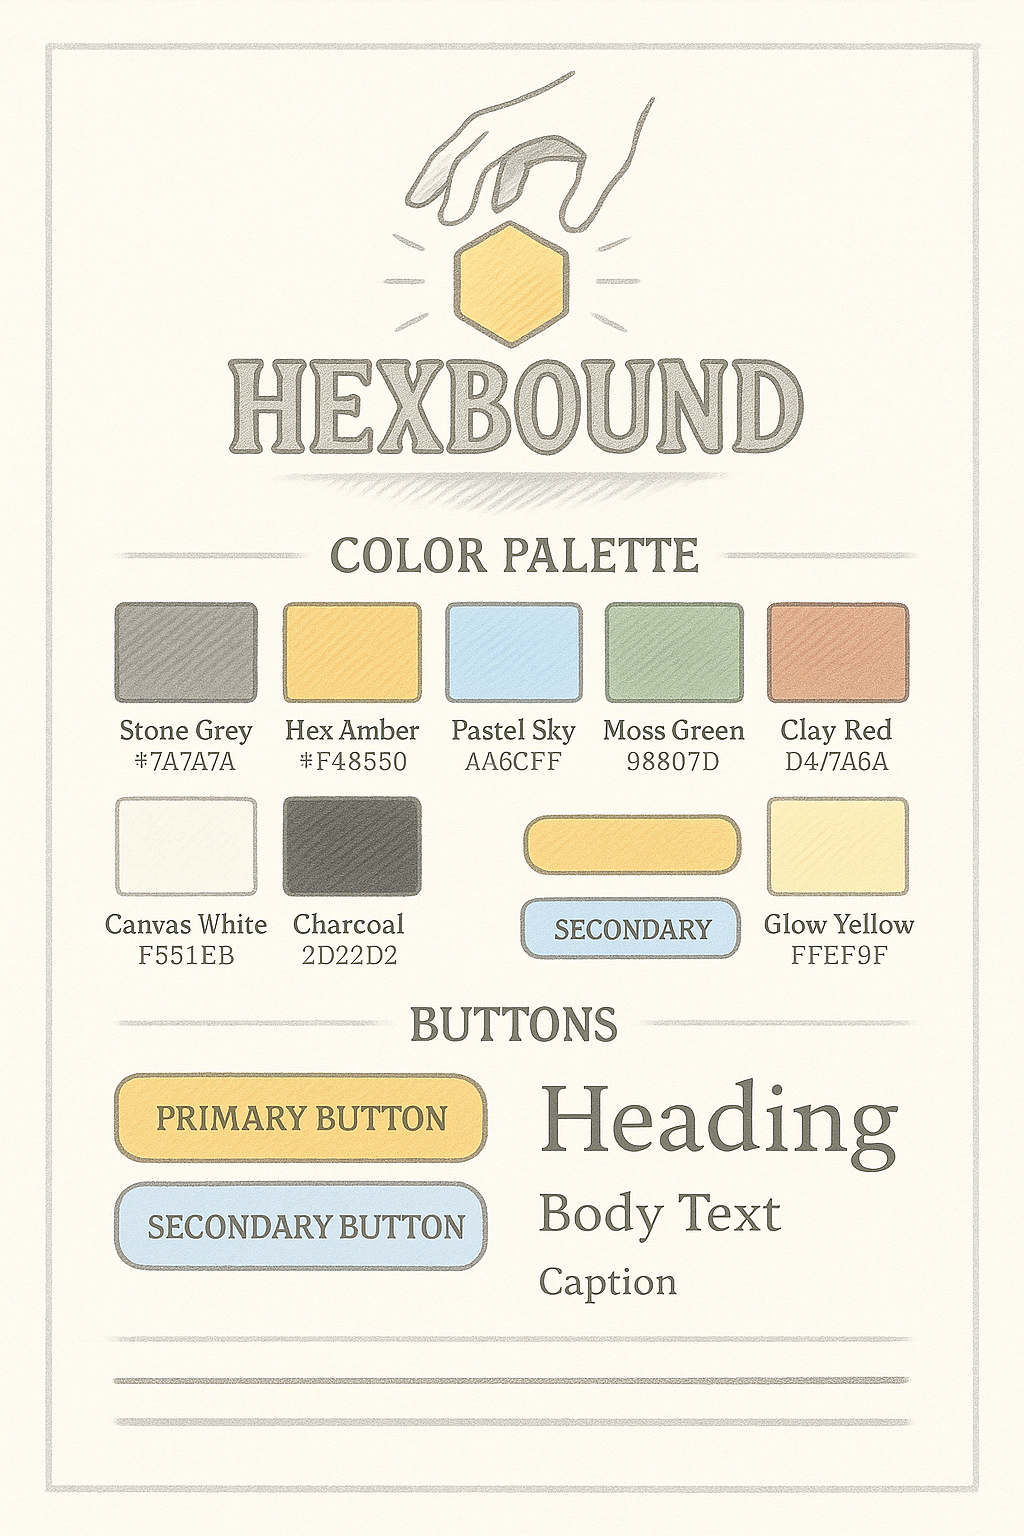 HEXBOUND
COLOR PALETTE
Stone Grey
*7A7A7A
Hex Amber
*F48550
Pastel Sky
AA6CFF
Moss Green
98807D
Clay Red
D4/7A6A
Canvas White
F551EB
Charcoal
2D22D2
SECONDARY
Glow Yellow
FFEF9F
BUTTONS
PRIMARY BUTTON
SECONDARY BUTTON
Heading
Body Text
Caption